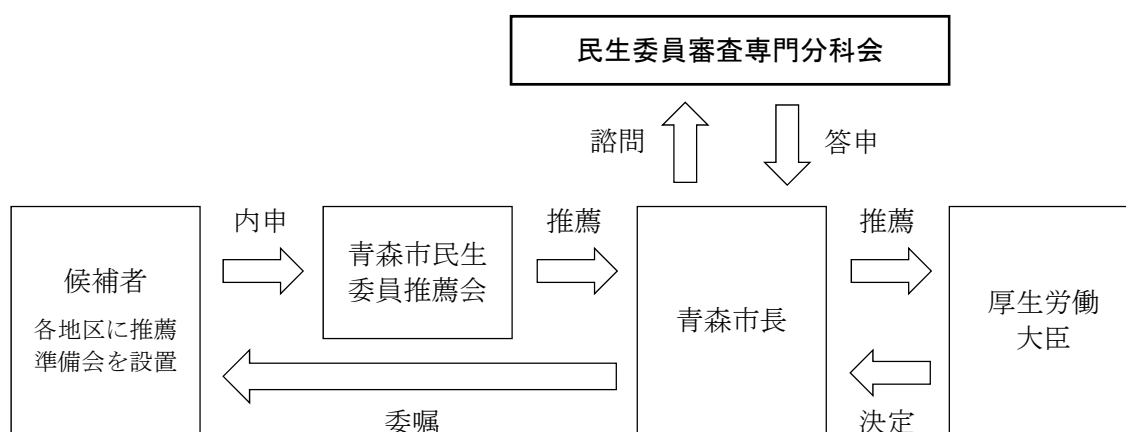 民生委員審査専門分科会
諮問
答申
内申
推薦
推薦
候補者
各地区に推薦
準備会を設置
青森市民生
委員推薦会
青森市長
厚生労働
大臣
委嘱
決定